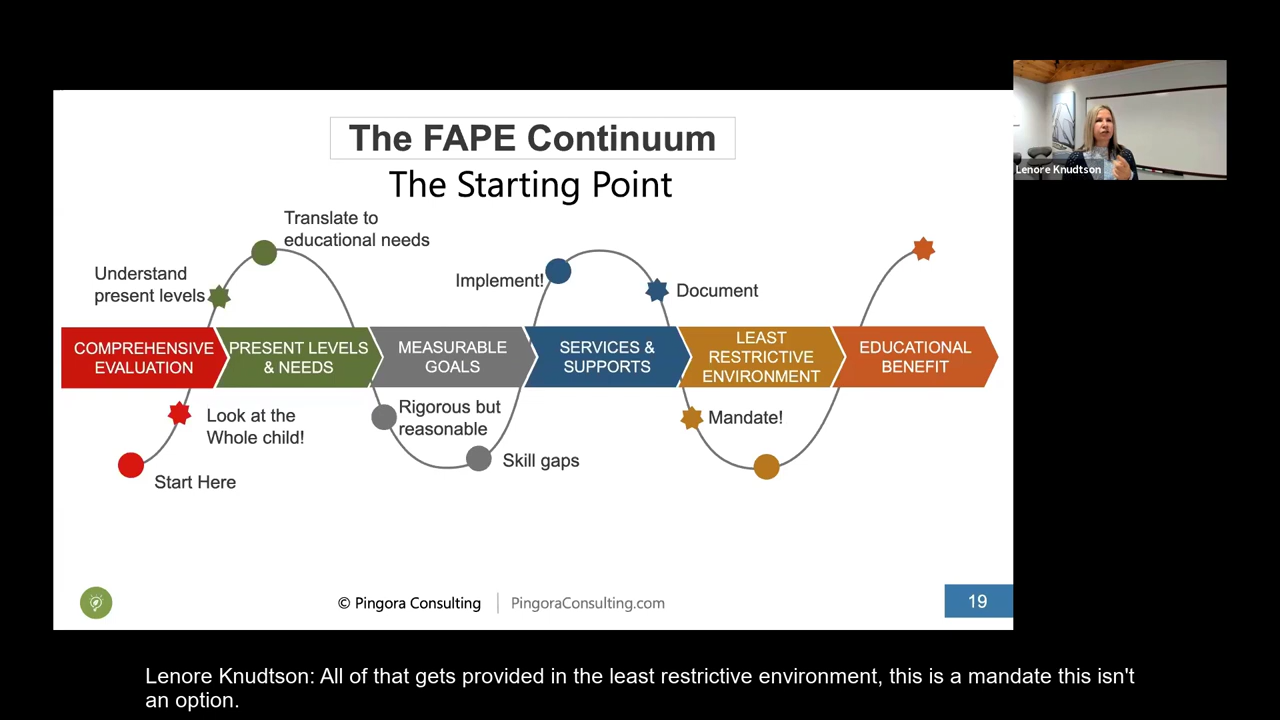 The FAPE Continuum
The Starting Point
Translate to
educational needs
Understand
present levels
Implement!
Document
COMPREHENSIVE
EVALUATION
PRESENT LEVELS
& NEEDS
MEASURABLE
GOALS
SERVICES &
SUPPORTS
LEAST
RESTRICTIVE
ENVIRONMENT
EDUCATIONAL
BENEFIT
Look at the
Whole child!
Start Here
Rigorous but
reasonable
Skill gaps
Mandate!
© Pingora Consulting
PingoraConsulting.com
19
Lenore Knudtson
Lenore Knudtson: All of that gets provided in the least restrictive environment, this is a mandate this isn't
an option.